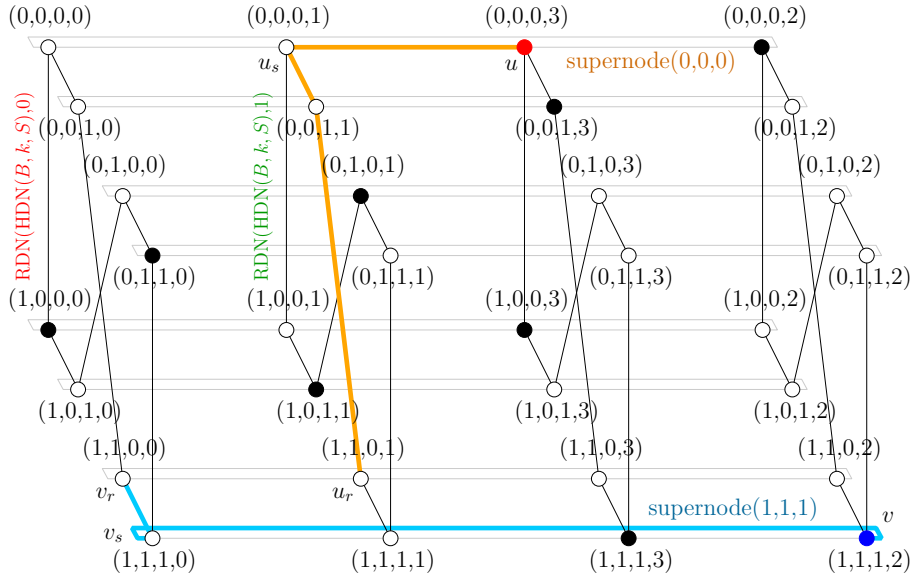 (0,0,0,0) (0,0,0,1) (0,0,0,3) (0,0,0,2)
u_s u supernode(0,0,0)
RDN(HDN(B, k, S),0)
RDN(HDN(B, k, S),1)
(0,0,1,0) (0,0,1,1) (0,0,1,3) (0,0,1,2)
(0,1,0,0) (0,1,0,1) (0,1,0,3) (0,1,0,2)
(0,1,1,0) (0,1,1,1) (0,1,1,3) (0,1,1,2)
(1,0,0,0) (1,0,0,1) (1,0,0,3) (1,0,0,2)
(1,0,1,0) (1,0,1,1) (1,0,1,3) (1,0,1,2)
(1,1,0,0) (1,1,0,1) (1,1,0,3) (1,1,0,2)
v_r u_r
supernode(1,1,1) v
v_s
(1,1,1,0) (1,1,1,1) (1,1,1,3) (1,1,1,2)